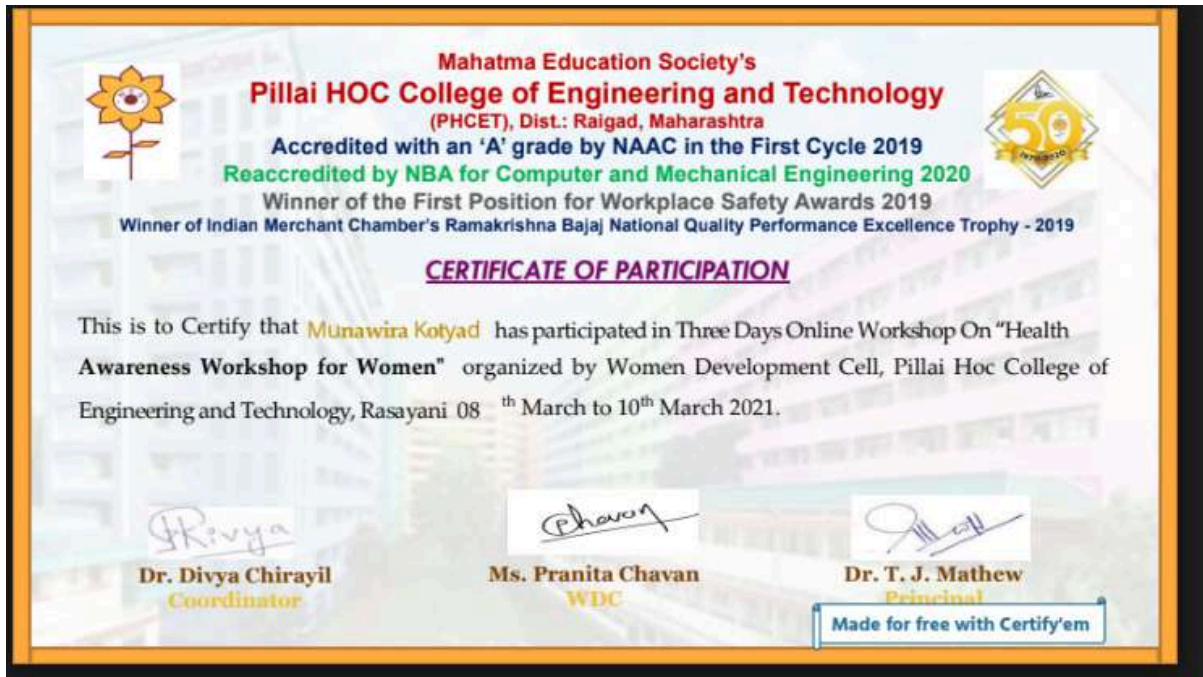 Mahatma Education Society's
Pillai HOC College of Engineering and Technology
(PHCET), Dist.: Raigad, Maharashtra
Accredited with an 'A' grade by NAAC in the First Cycle 2019
Reaccredited by NBA for Computer and Mechanical Engineering 2020
Winner of the First Position for Workplace Safety Awards 2019
Winner of Indian Merchant Chamber's Ramakrishna Bajaj National Quality Performance Excellence Trophy - 2019
50
1970-2020
CERTIFICATE OF PARTICIPATION
This is to Certify that Munawira Kotyad has participated in Three Days Online Workshop On "Health
Awareness Workshop for Women" organized by Women Development Cell, Pillai Hoc College of
Engineering and Technology, Rasayani 08 th March to 10th March 2021.
Chavan
Dr. Divya Chirayil
Coordinator
Ms. Pranita Chavan
WDC
Dr. T. J. Mathew
Principal
Made for free with Certify'em